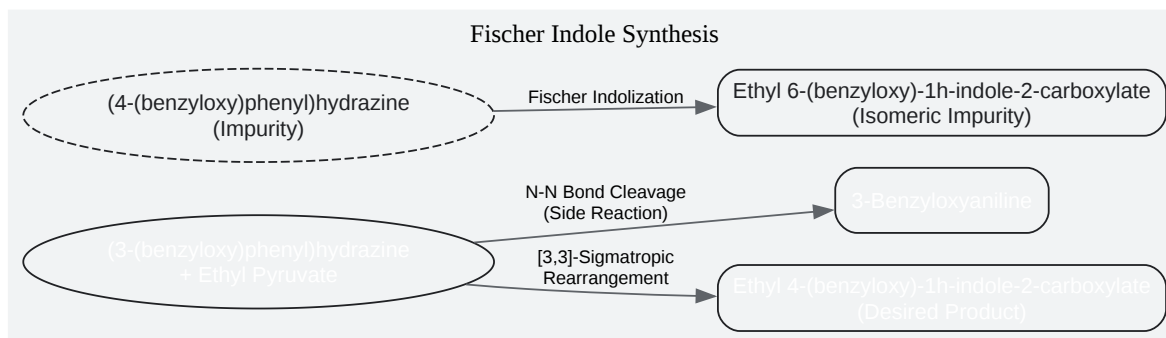 Fischer Indole Synthesis
(4-(benzyloxy)phenyl)hydrazine
(Impurity)
Fischer Indolization
Ethyl 6-(benzyloxy)-1h-indole-2-carboxylate
(Isomeric Impurity)
N-N Bond Cleavage
(Side Reaction)
3-Benzyloxyaniline
(3-(benzyloxy)phenyl)hydrazine
+ Ethyl Pyruvate
[3,3]-Sigmatropic
Rearrangement
Ethyl 4-(benzyloxy)-1h-indole-2-carboxylate
(Desired Product)